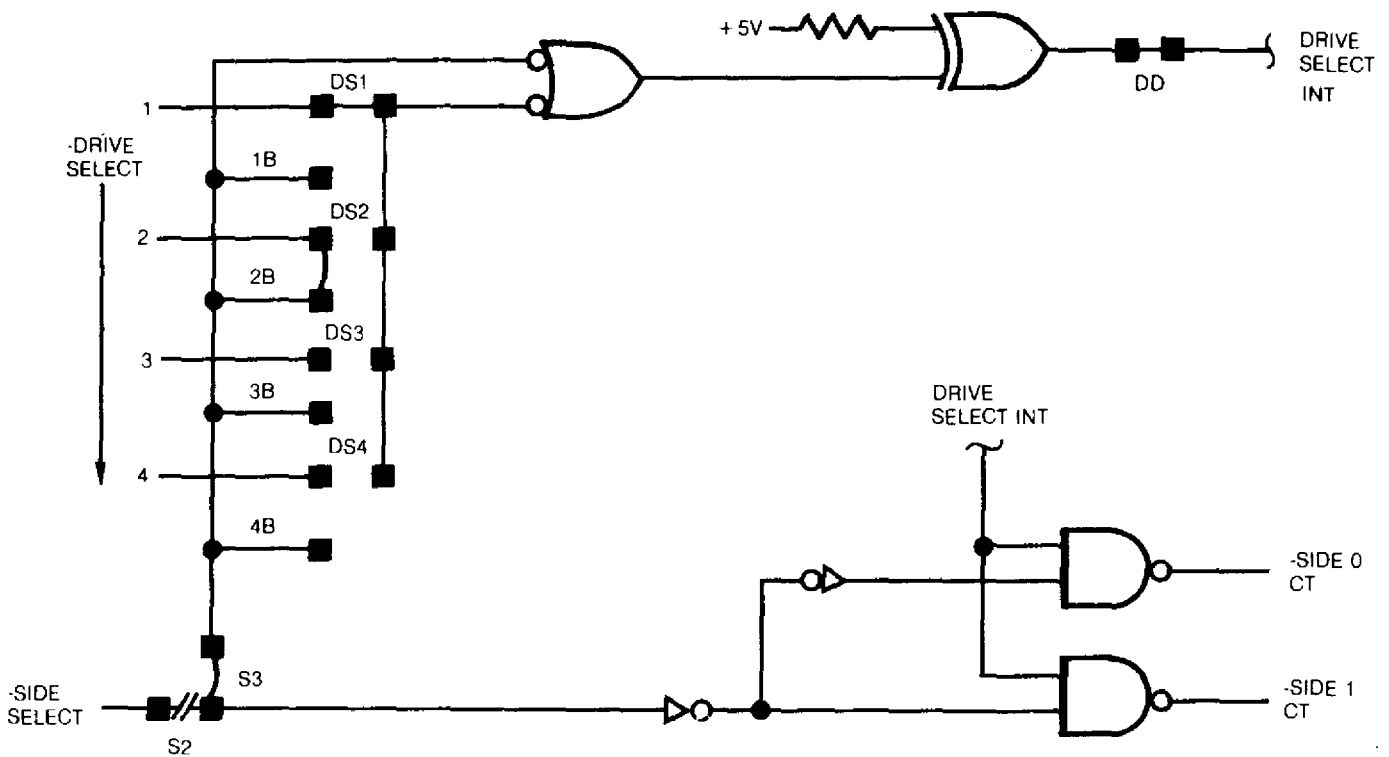 + 5V
DRIVE
SELECT
INT
DD
DS1
1
-DRIVE
SELECT
1B
DS2
2
2B
DS3
3
3B
DS4
4
4B
DRIVE
SELECT INT
-SIDE 0
CT
S3
-SIDE
SELECT
S2
-SIDE 1
CT